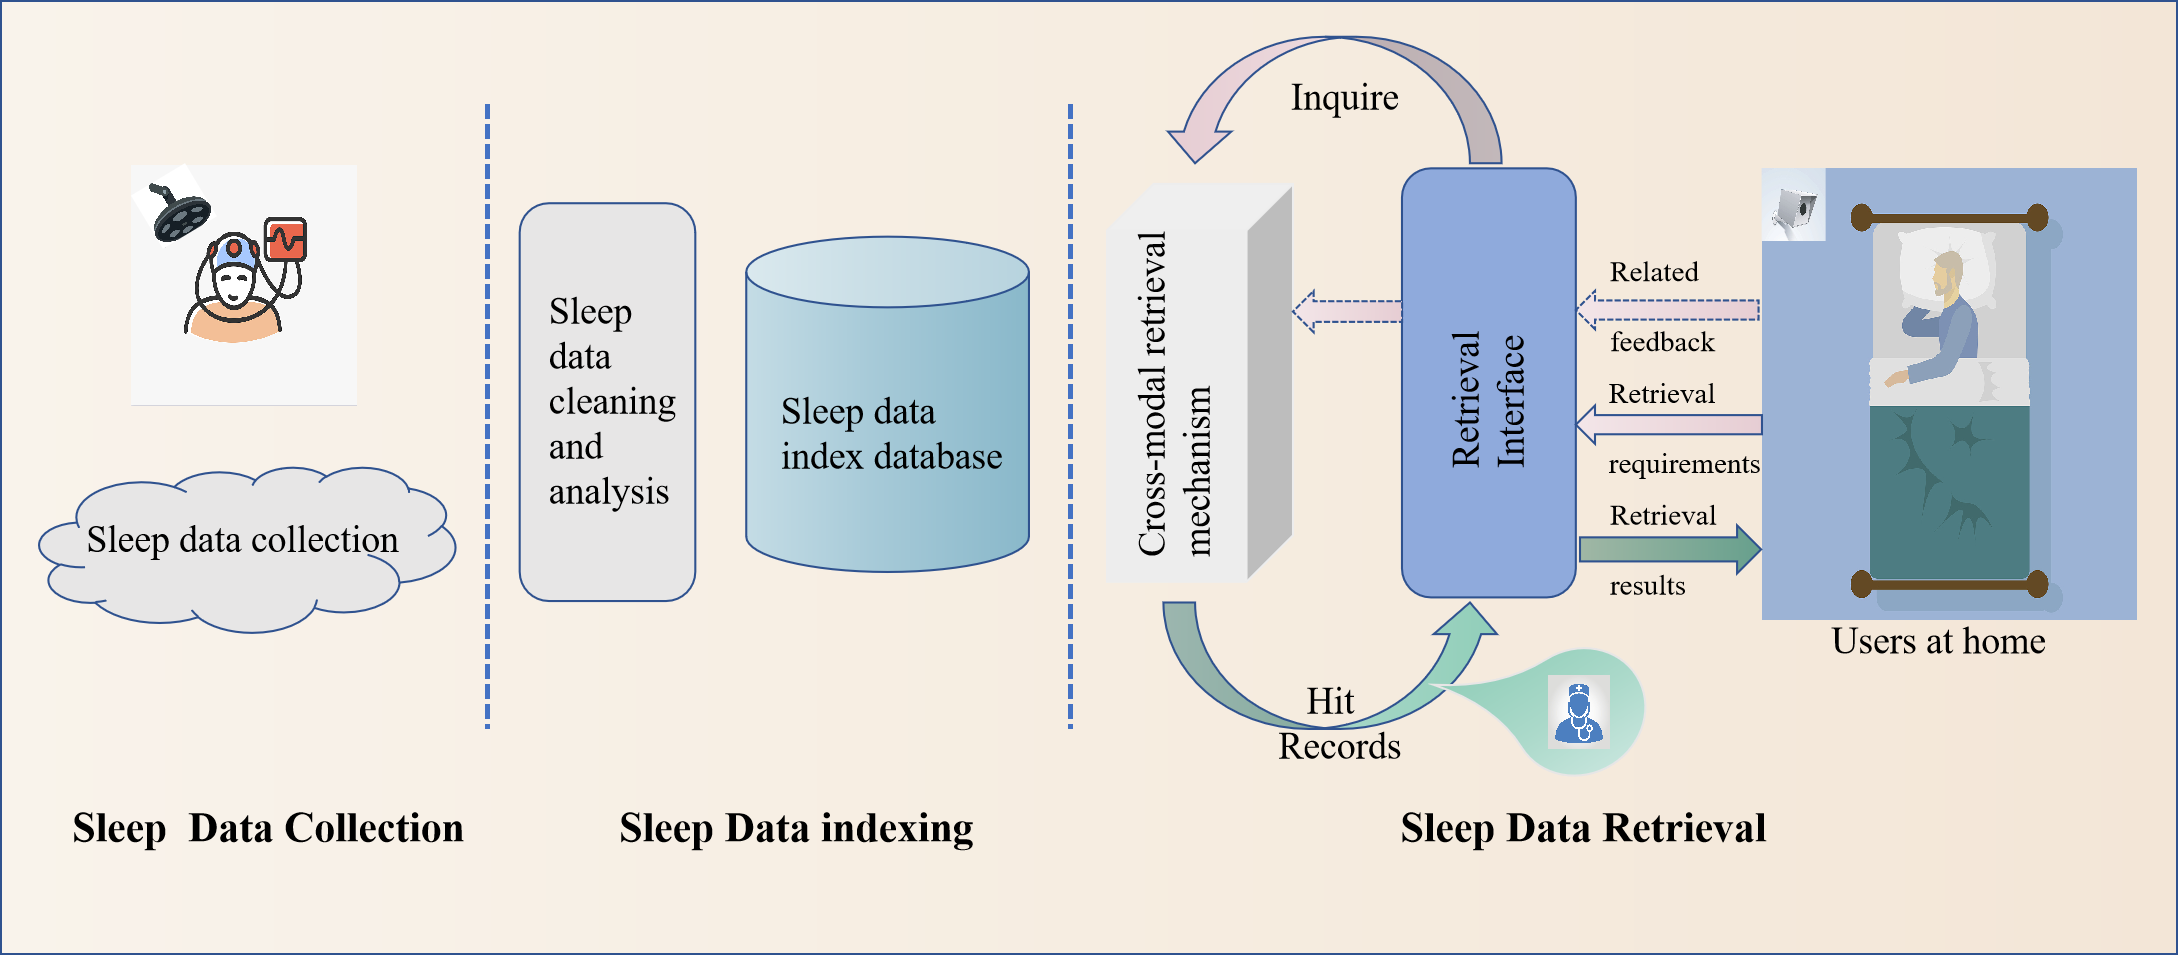 Sleep data collection
Sleep  Data Collection
Sleep
data
cleaning
and
analysis
Sleep data
index database
Sleep Data indexing
Inquire
Cross-modal retrieval
mechanism
Retrieval
Interface
Related
feedback
Retrieval
requirements
Retrieval
results
Users at home
Hit
Records
Sleep Data Retrieval